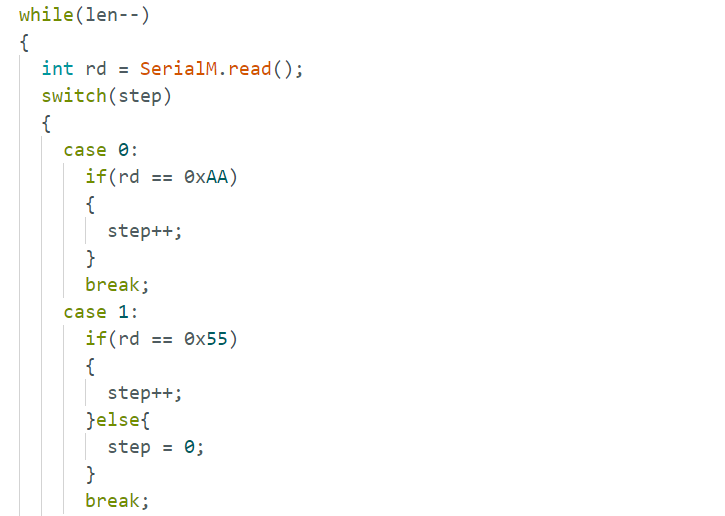 while(len--)
{
int rd = SerialM.read();
switch(step)
{
case 0:
if(rd == 0xAA)
{
step++;
}
break;
case 1:
if(rd == 0x55)
{
step++;
}else{
step = 0;
}
break;